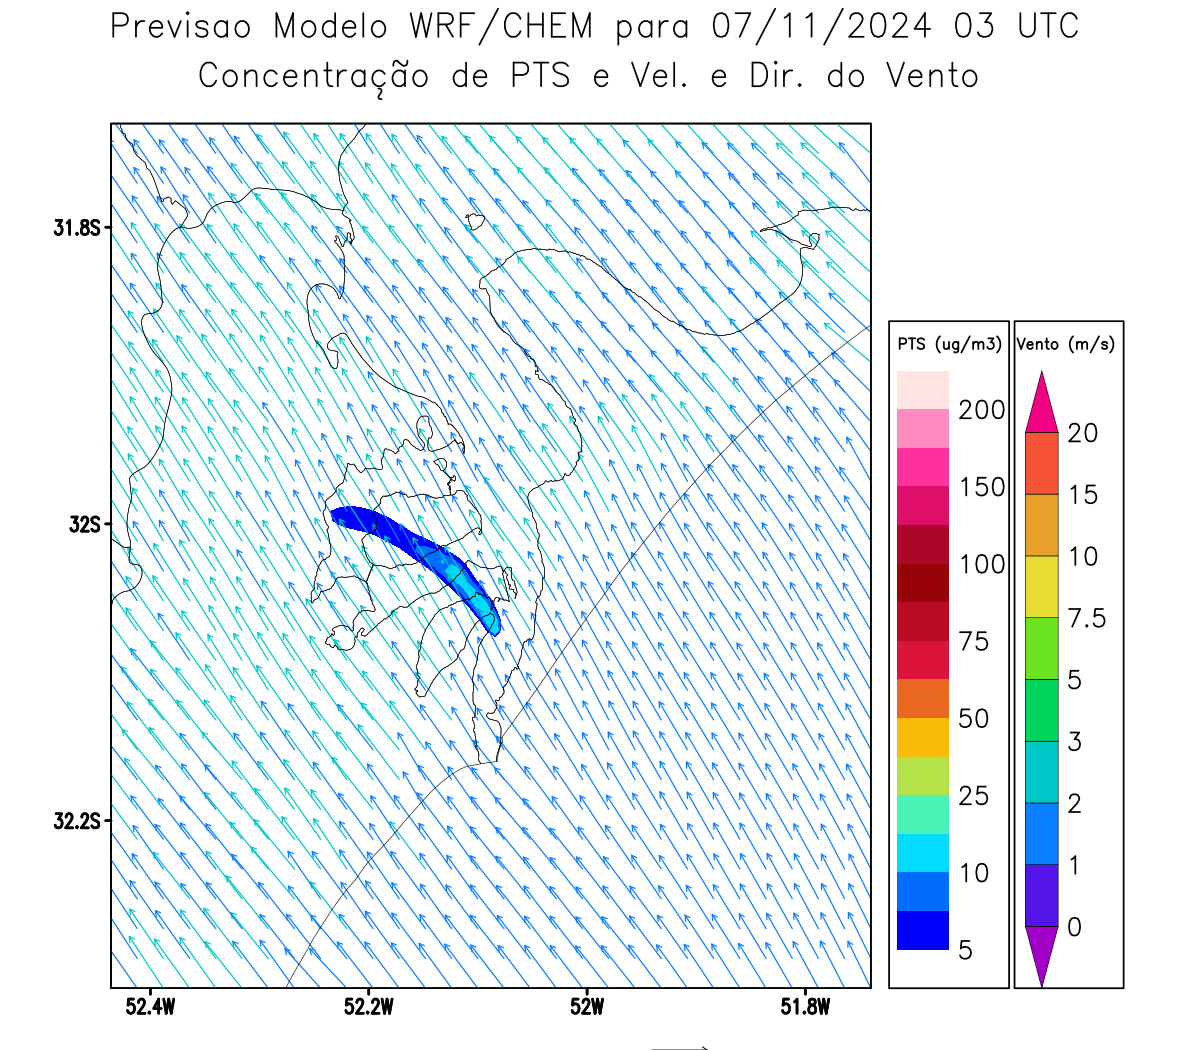 Previsao Modelo WRF/CHEM para 07/11/2024 03 UTC
Concentração de PTS e Vel. e Dir. do Vento
31.8S
32S
32.2S
52.4W 52.2W 52W 51.8W
PTS (ug/m3)
200
150
100
75
50
25
10
5
Vento (m/s)
20
15
10
7.5
5
3
2
1
0